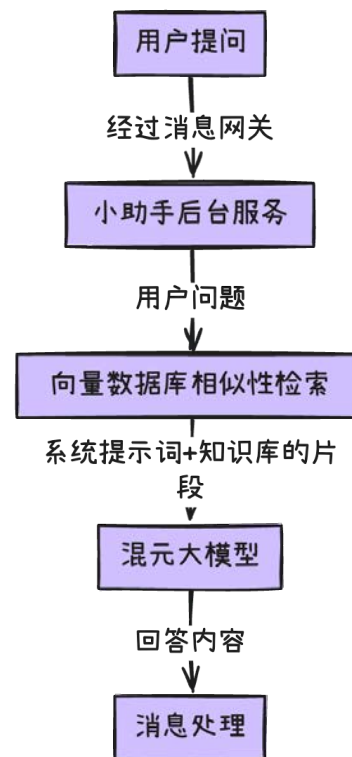 用户提问
经过消息网关
小助手后台服务
用户问题
向量数据库相似性检索
系统提示词+知识库的片
段
混元大模型
回答内容
消息处理